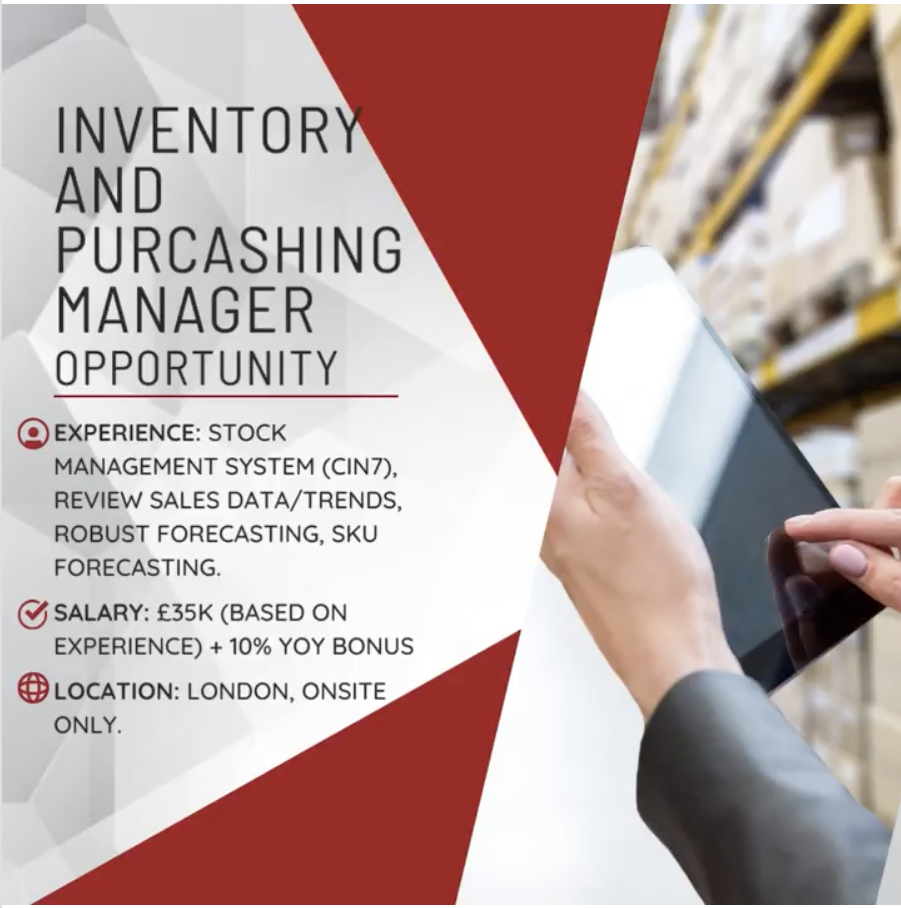 INVENTORY
AND
PURCASHING
MANAGER
OPPORTUNITY
EXPERIENCE: STOCK
MANAGEMENT SYSTEM (CIN7),
REVIEW SALES DATA/TRENDS,
ROBUST FORECASTING, SKU
FORECASTING.
SALARY: £35K (BASED ON
EXPERIENCE) + 10% YOY BONUS
LOCATION: LONDON, ONSITE
ONLY.